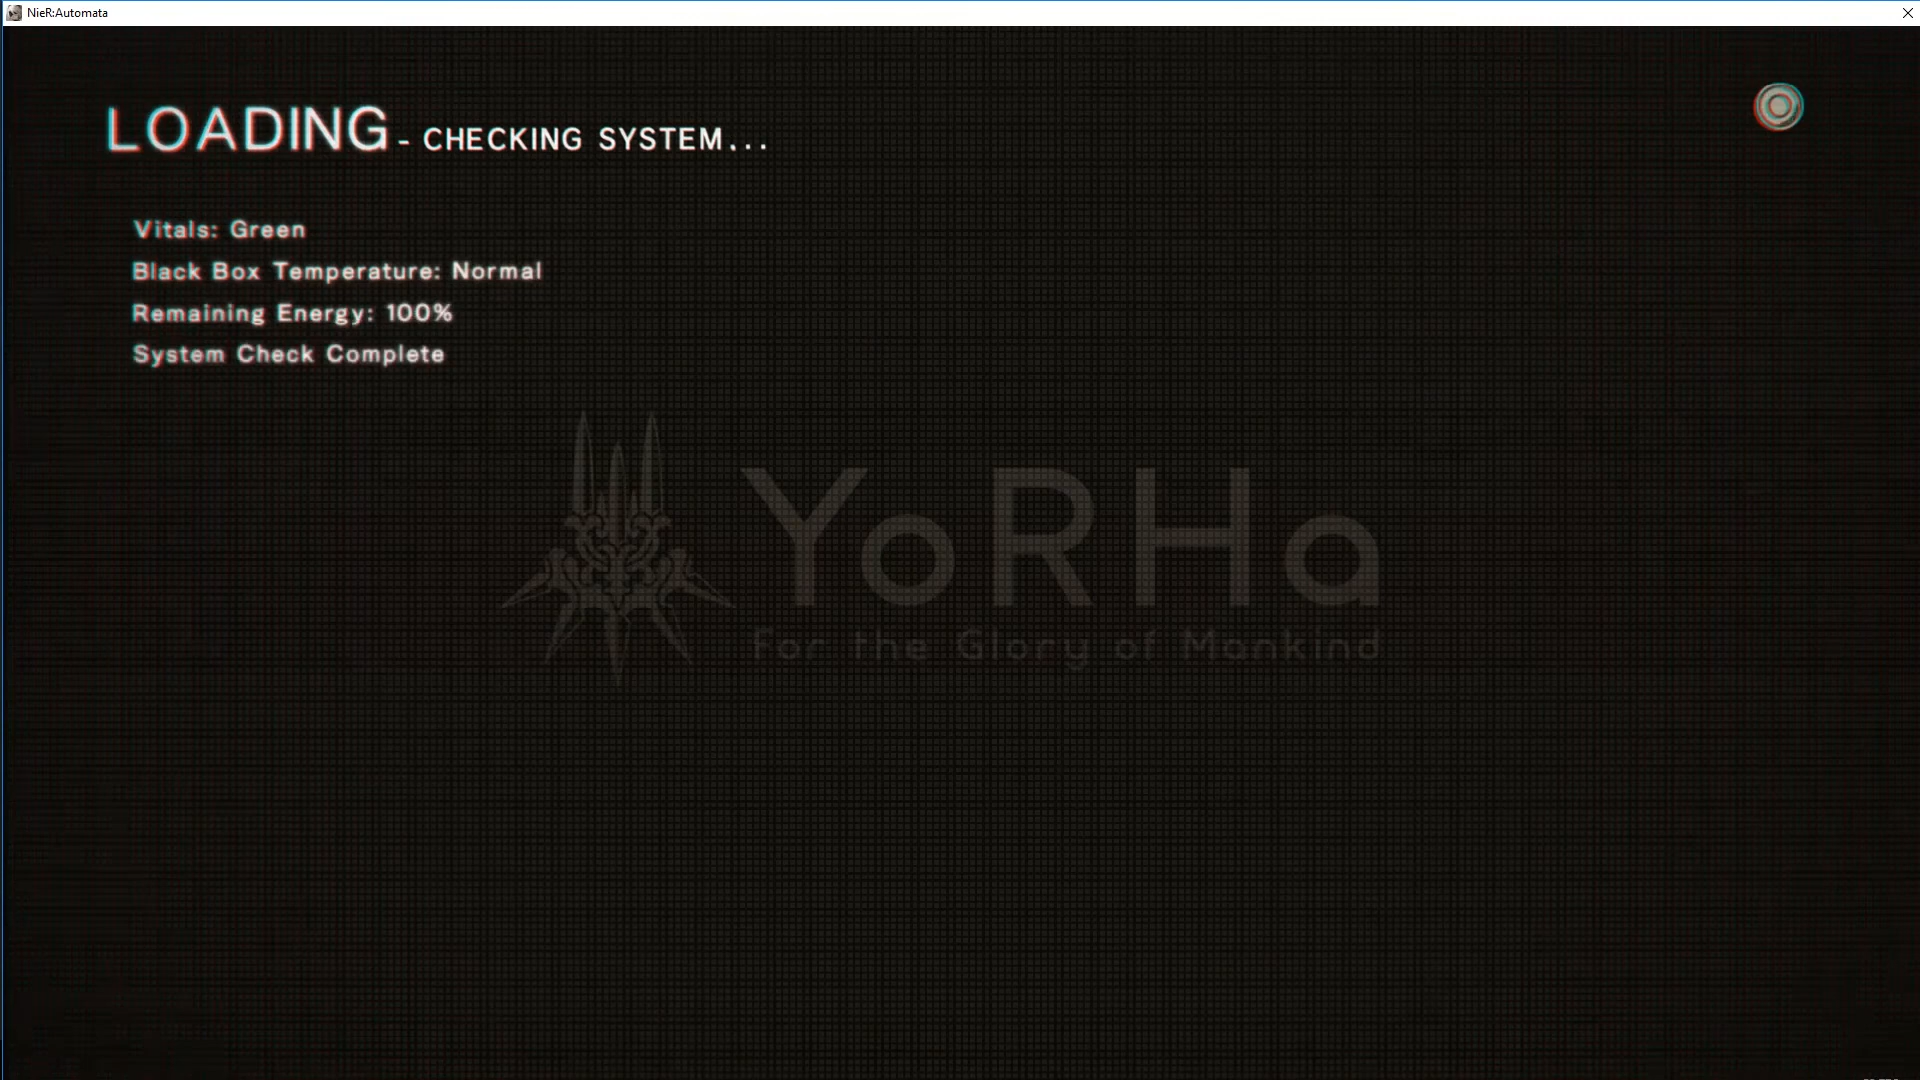 NieR:Automata
LOADING - CHECKING SYSTEM...
Vitals: Green
Black Box Temperature: Normal
Remaining Energy: 100%
System Check Complete
YoRHa
For the Glory of Mankind